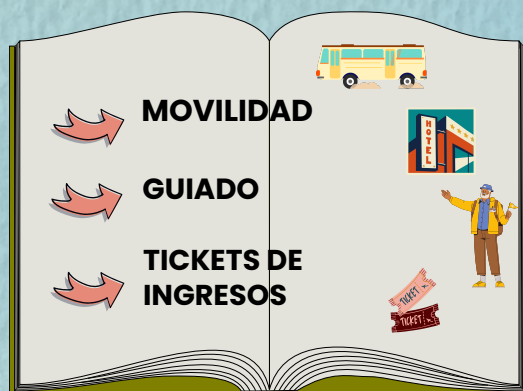 MOVILIDAD
HOTEL
GUIADO
TICKETS DE
INGRESOS
TICKET
TICKET